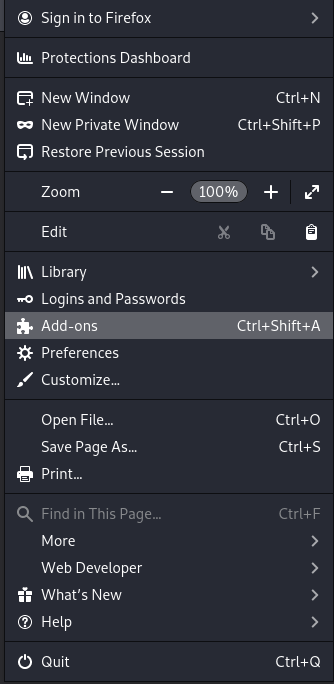 Sign in to Firefox
Protections Dashboard
New Window Ctrl+N
New Private Window Ctrl+Shift+P
Restore Previous Session
Zoom − 100% +
Edit
Library
Logins and Passwords
Add-ons Ctrl+Shift+A
Preferences
Customize…
Open File… Ctrl+O
Save Page As… Ctrl+S
Print…
Find in This Page… Ctrl+F
More
Web Developer
What's New
Help
Quit Ctrl+Q